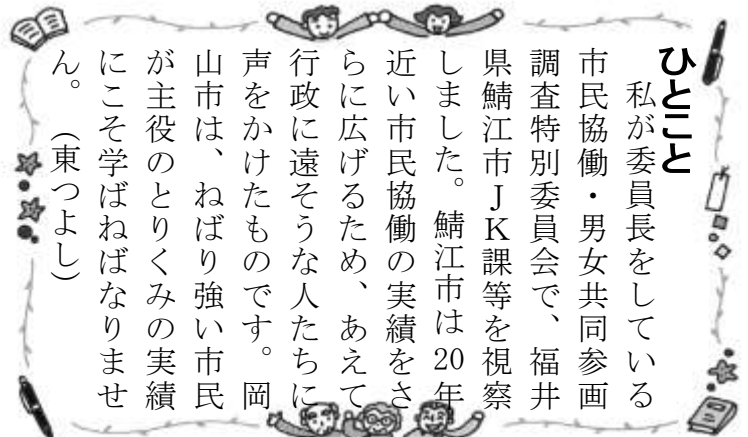 ひとこと
私が委員長をしている
市民協働・男女共同参画
調査特別委員会で、福井
県鯖江市JK課等を視察
しました。鯖江市は20年
近い市民協働の実績をさ
らに広げるため、あえて
行政に遠そうな人たちに
声をかけたものです。岡
山市は、ねばり強い市民
が主役のとりくみの実績
にこそ学ばねばなりませ
ん。（東つよし）